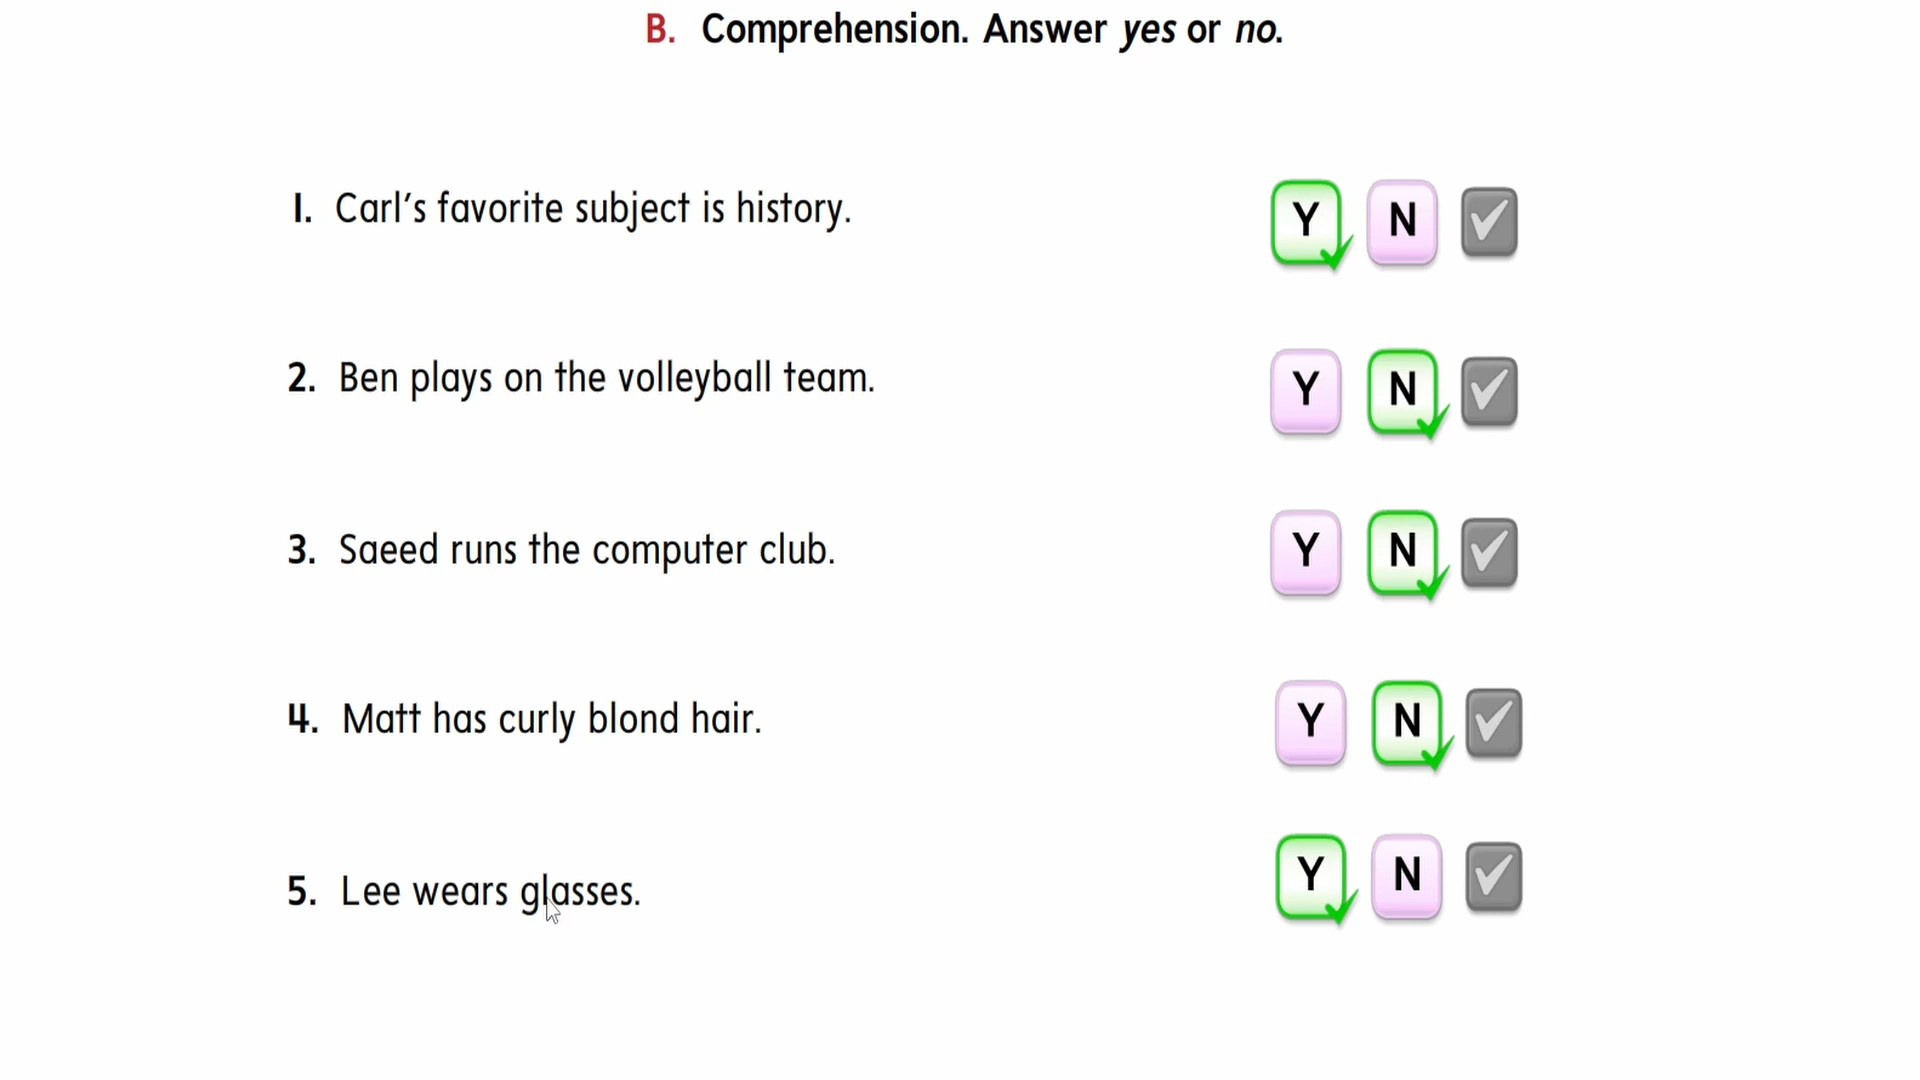 B. Comprehension. Answer yes or no.
1. Carl's favorite subject is history. Y N
2. Ben plays on the volleyball team. Y N
3. Saeed runs the computer club. Y N
4. Matt has curly blond hair. Y N
5. Lee wears glasses. Y N